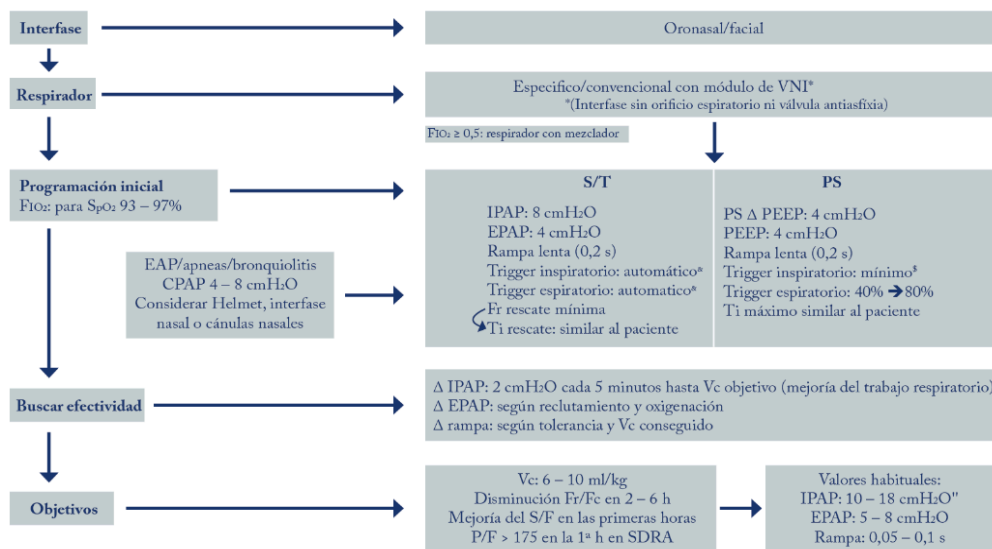 Interfase
Oronasal/facial
Respirador
Especifico/convencional con módulo de VNI*
*(Interfase sin orificio espiratorio ni válvula antiasfíxia)
FIO₂ ≥ 0,5: respirador con mezclador
Programación inicial
FIO₂: para SpO₂ 93 – 97%
S/T
IPAP: 8 cmH₂O
EPAP: 4 cmH₂O
Rampa lenta (0,2 s)
Trigger inspiratorio: automático*
Trigger espiratorio: automatico*
Fr rescate mínima
Ti rescate: similar al paciente
PS
PS Δ PEEP: 4 cmH₂O
PEEP: 4 cmH₂O
Rampa lenta (0,2 s)
Trigger inspiratorio: mínimo$
Trigger espiratorio: 40% ➔ 80%
Ti máximo similar al paciente
EAP/apneas/bronquiolitis
CPAP 4 – 8 cmH₂O
Considerar Helmet, interfase
nasal o cánulas nasales
Buscar efectividad
Δ IPAP: 2 cmH₂O cada 5 minutos hasta Vc objetivo (mejoría del trabajo respiratorio)
Δ EPAP: según reclutamiento y oxigenación
Δ rampa: según tolerancia y Vc conseguido
Objetivos
Vc: 6 – 10 ml/kg
Disminución Fr/Fc en 2 – 6 h
Mejoría del S/F en las primeras horas
P/F > 175 en la 1ª h en SDRA
Valores habituales:
IPAP: 10 – 18 cmH₂O"
EPAP: 5 – 8 cmH₂O
Rampa: 0,05 – 0,1 s